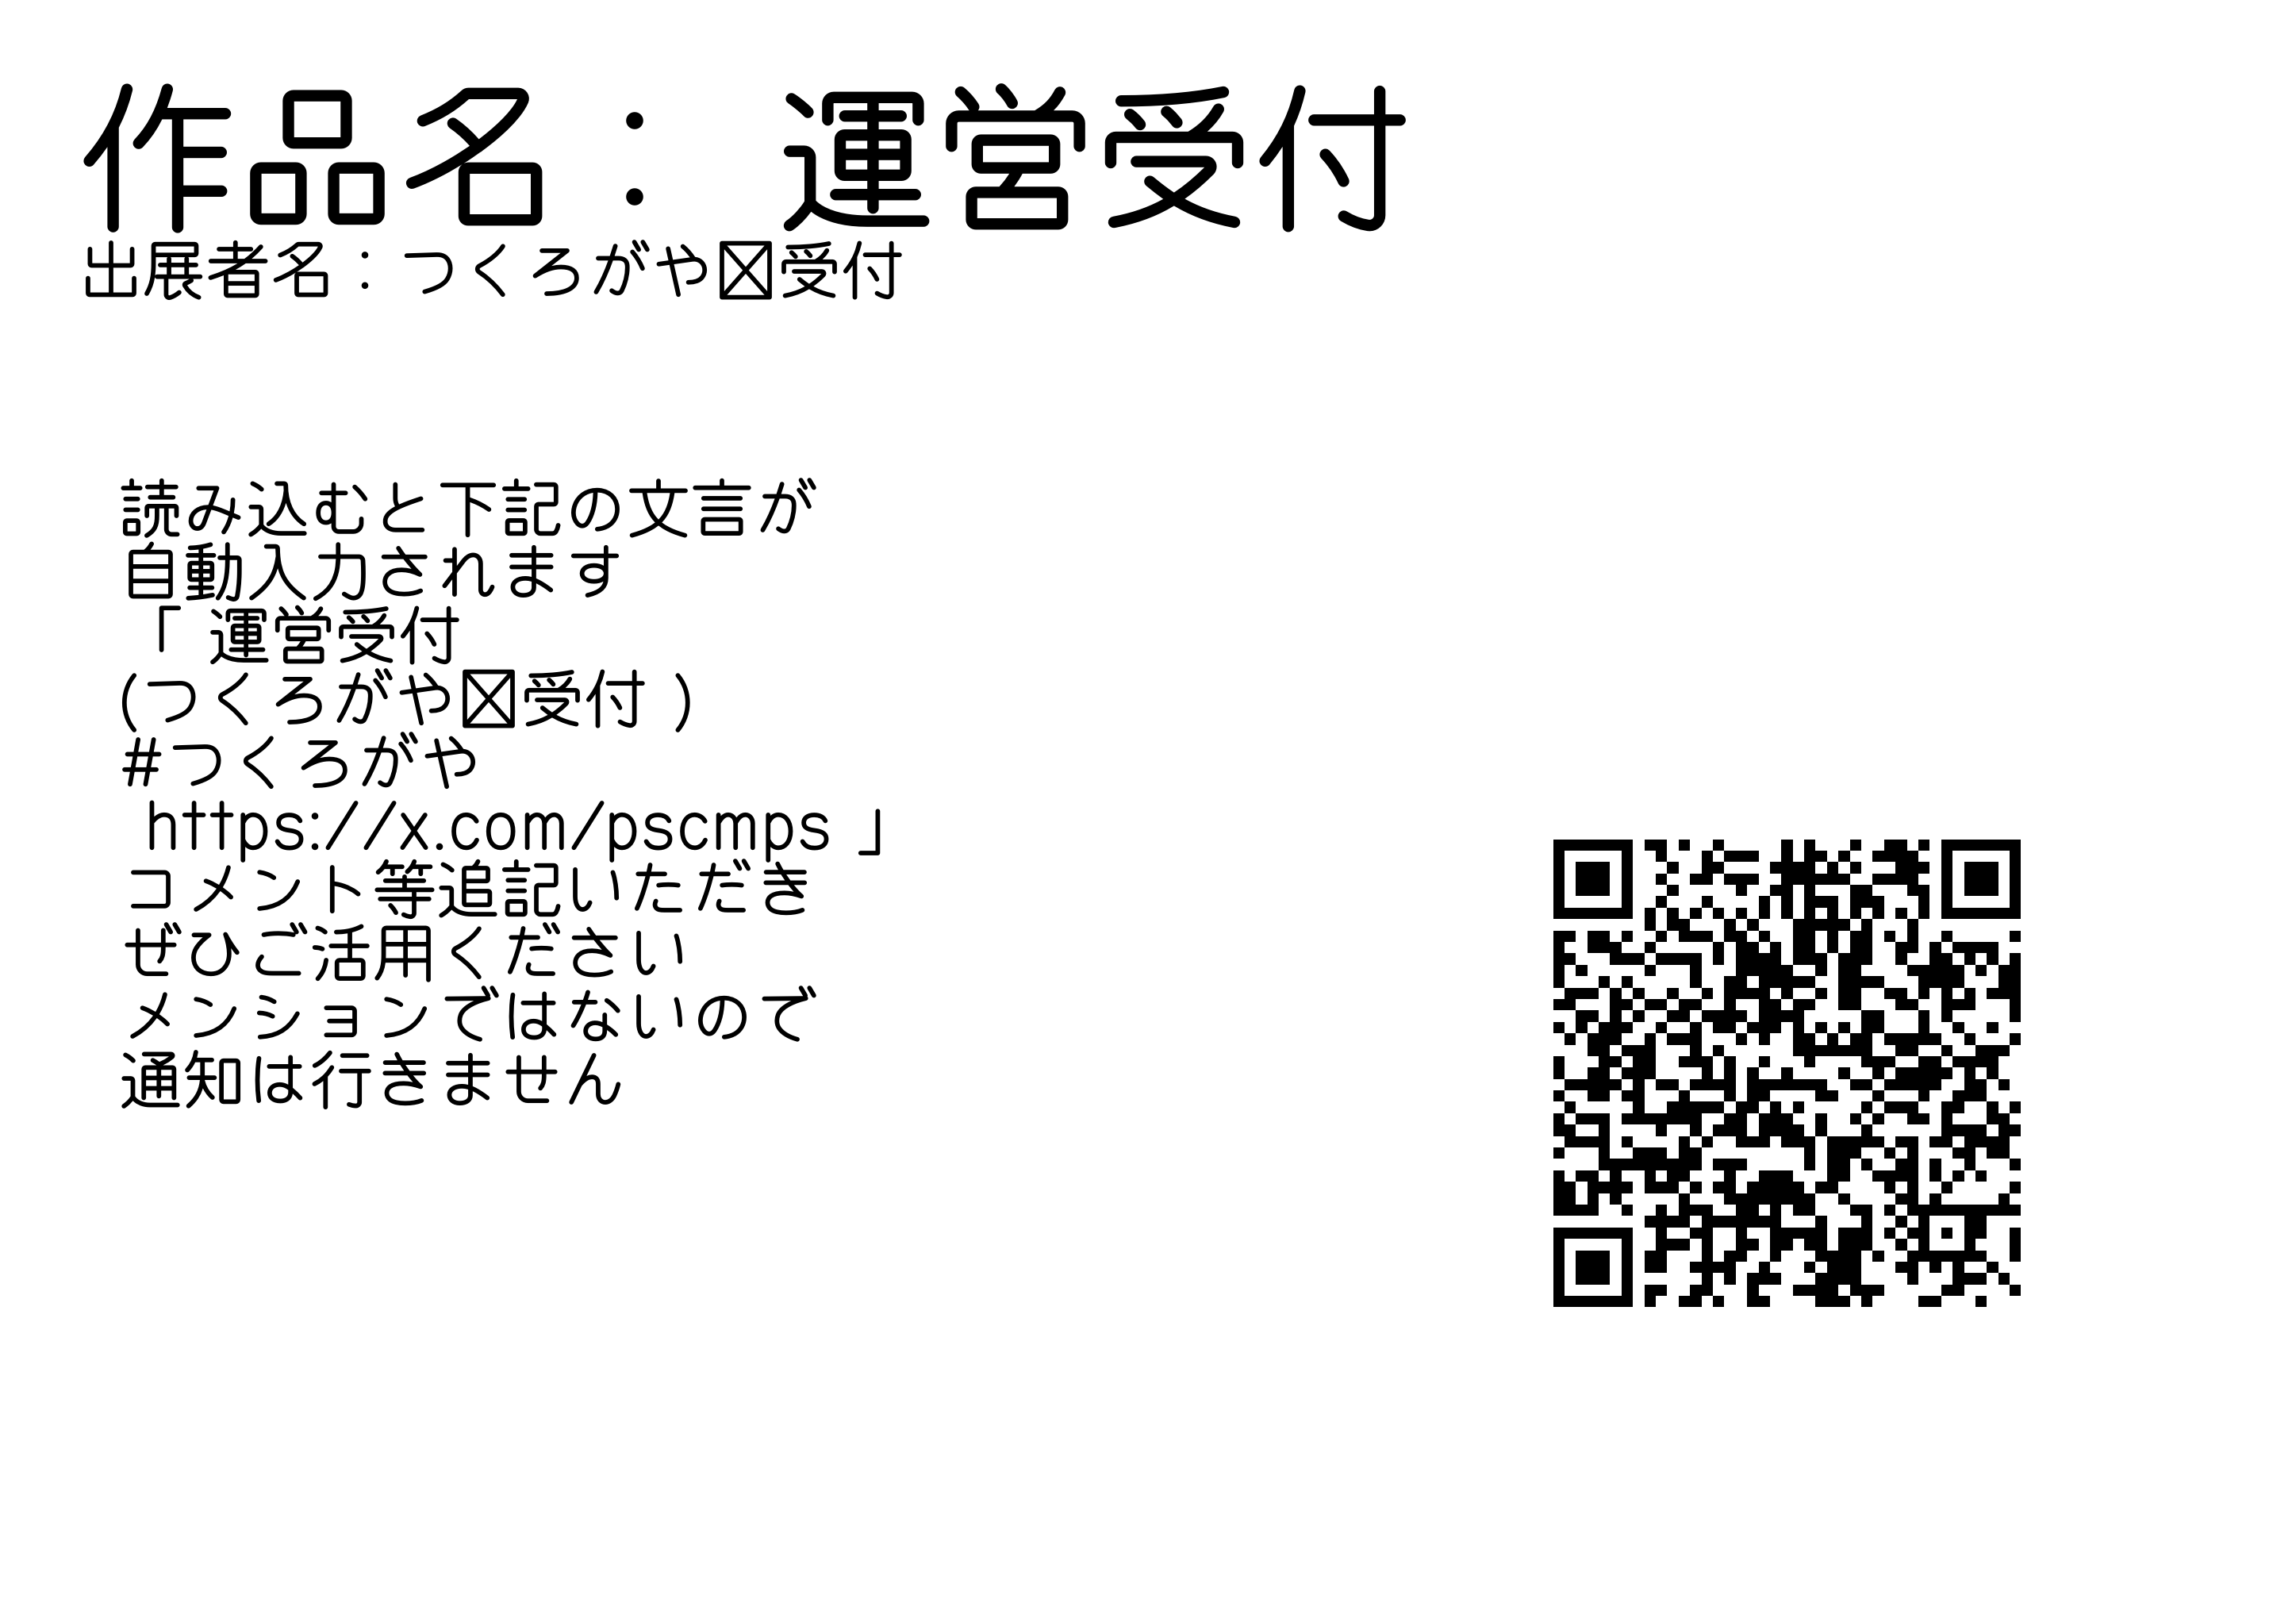 作品名： 運営受付
出展者名：つくろがや☒受付
読み込むと下記の文言が
自動入力されます
「 運営受付
(つくろがや☒受付 )
#つくろがや
https://x.com/pscmps 」
コメント等追記いただき
ぜひご活用ください
メンションではないので
通知は行きません